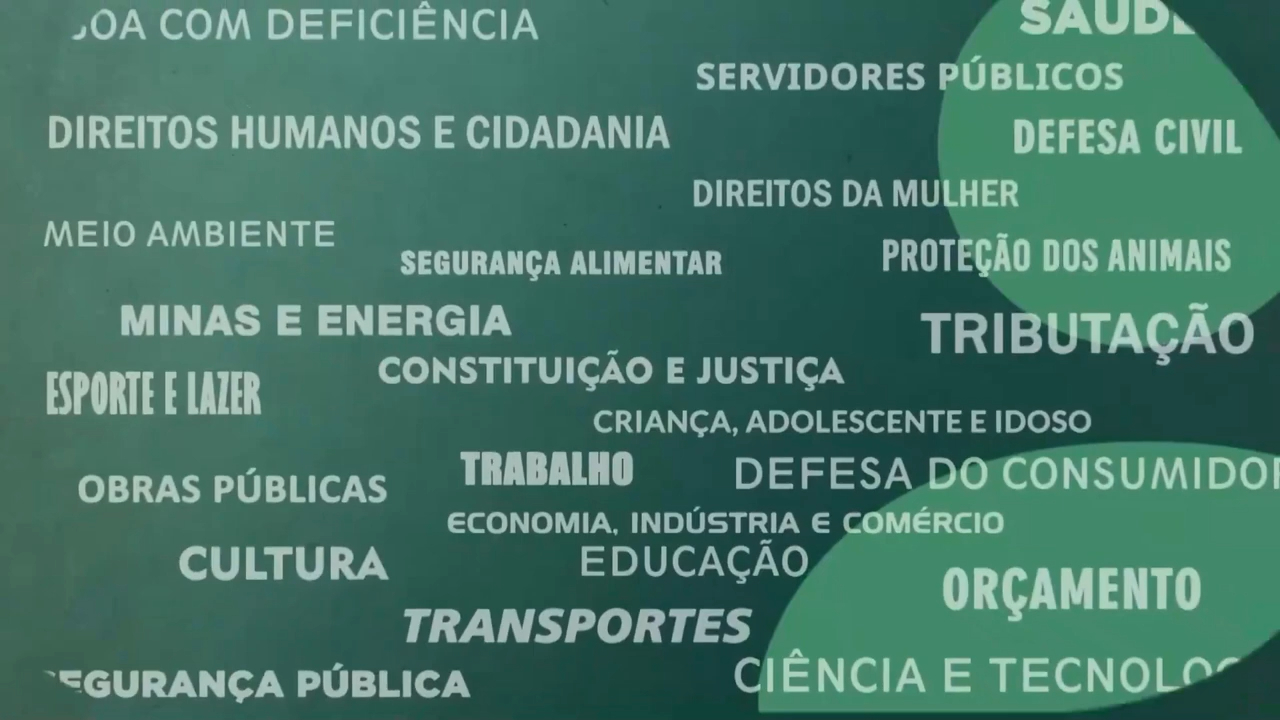 COM DEFICIÊNCIA
SAÚDE
SERVIDORES PÚBLICOS
DIREITOS HUMANOS E CIDADANIA
DEFESA CIVIL
DIREITOS DA MULHER
MEIO AMBIENTE
SEGURANÇA ALIMENTAR
PROTEÇÃO DOS ANIMAIS
MINAS E ENERGIA
TRIBUTAÇÃO
CONSTITUIÇÃO E JUSTIÇA
ESPORTE E LAZER
CRIANÇA, ADOLESCENTE E IDOSO
TRABALHO
DEFESA DO CONSUMIDOR
OBRAS PÚBLICAS
ECONOMIA, INDÚSTRIA E COMÉRCIO
CULTURA
EDUCAÇÃO
ORÇAMENTO
TRANSPORTES
SEGURANÇA PÚBLICA
CIÊNCIA E TECNOLOG